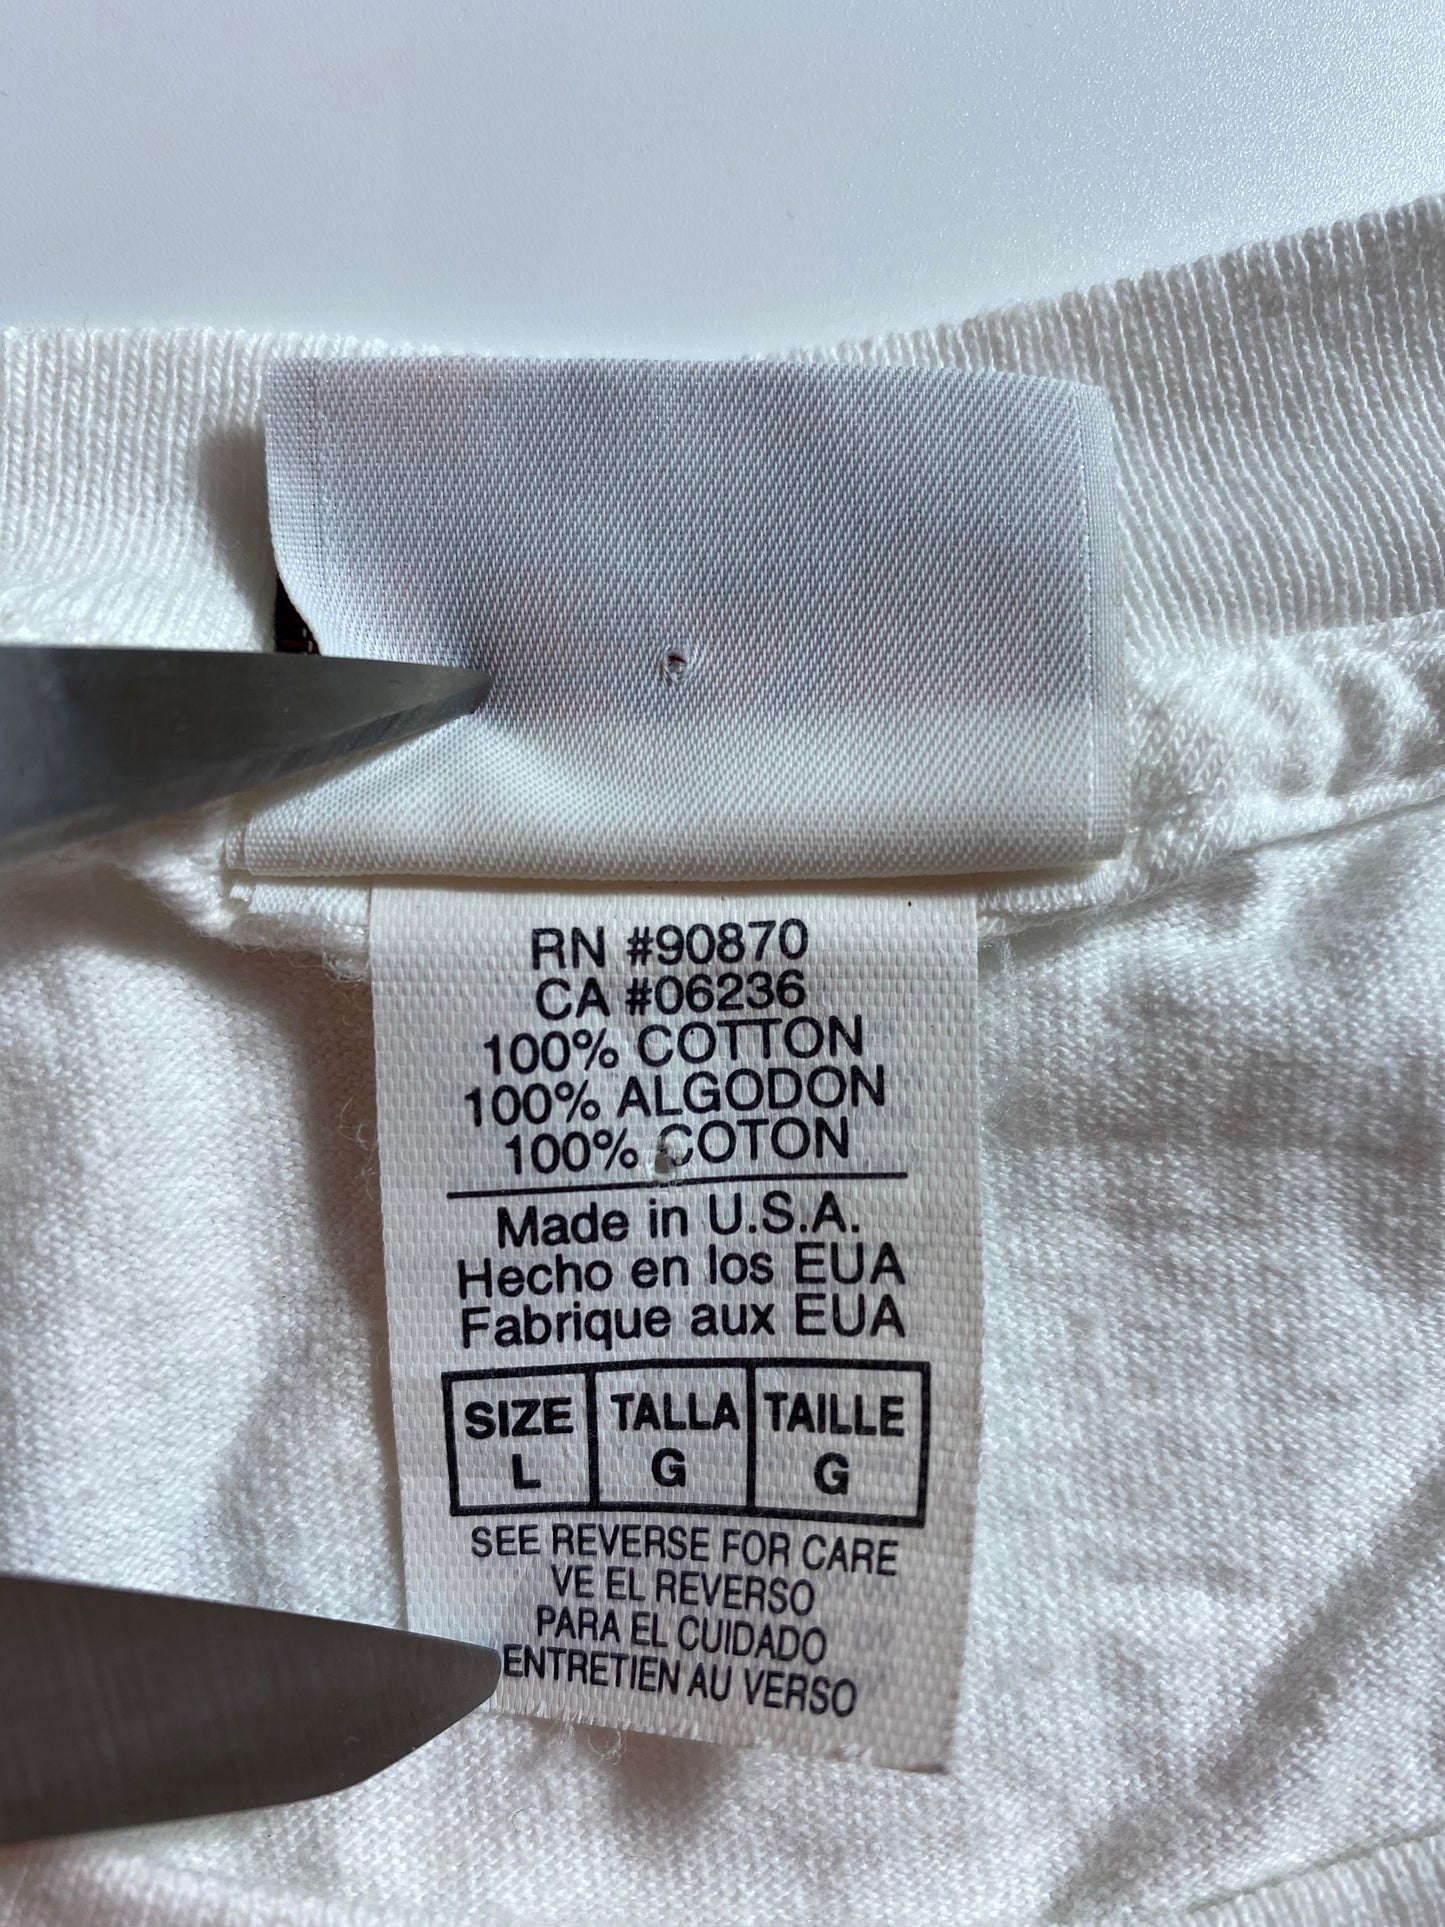 RN #90870
CA #06236
100% COTTON
100% ALGODON
100% COTON
Made in U.S.A.
Hecho en los EUA
Fabrique aux EUA
SIZE TALLA TAILLE
L G G
SEE REVERSE FOR CARE
VE EL REVERSO
PARA EL CUIDADO
ENTRETIEN AU VERSO